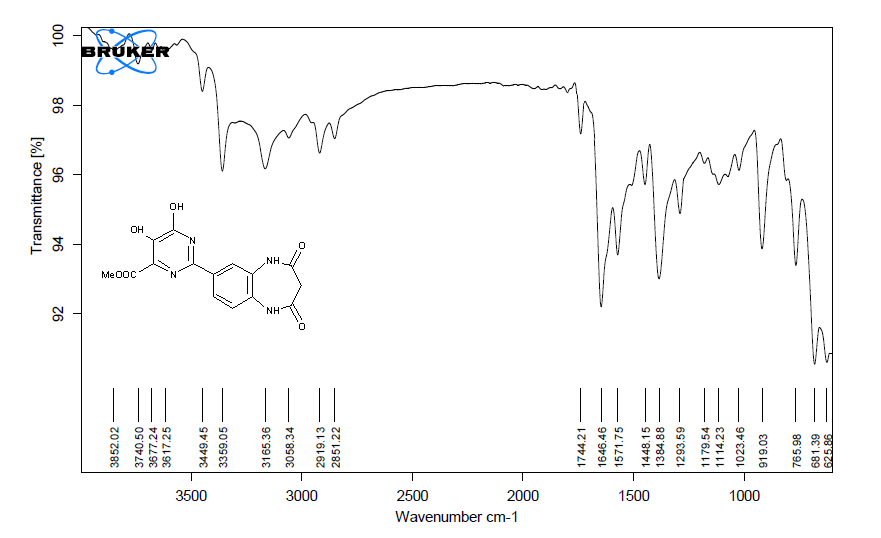 BRUKER
Transmittance [%]
100
98
96
94
92
OH
OH
N
N
MeOOC
NH
O
NH
O
3852.02
3740.50
3677.24
3617.25
3449.45
3359.05
3165.36
3058.34
2919.13
2851.22
1744.21
1646.46
1571.75
1448.15
1384.88
1293.59
1179.54
1114.23
1023.46
919.03
765.98
681.39
625.86
3500
3000
2500
2000
1500
1000
Wavenumber cm-1